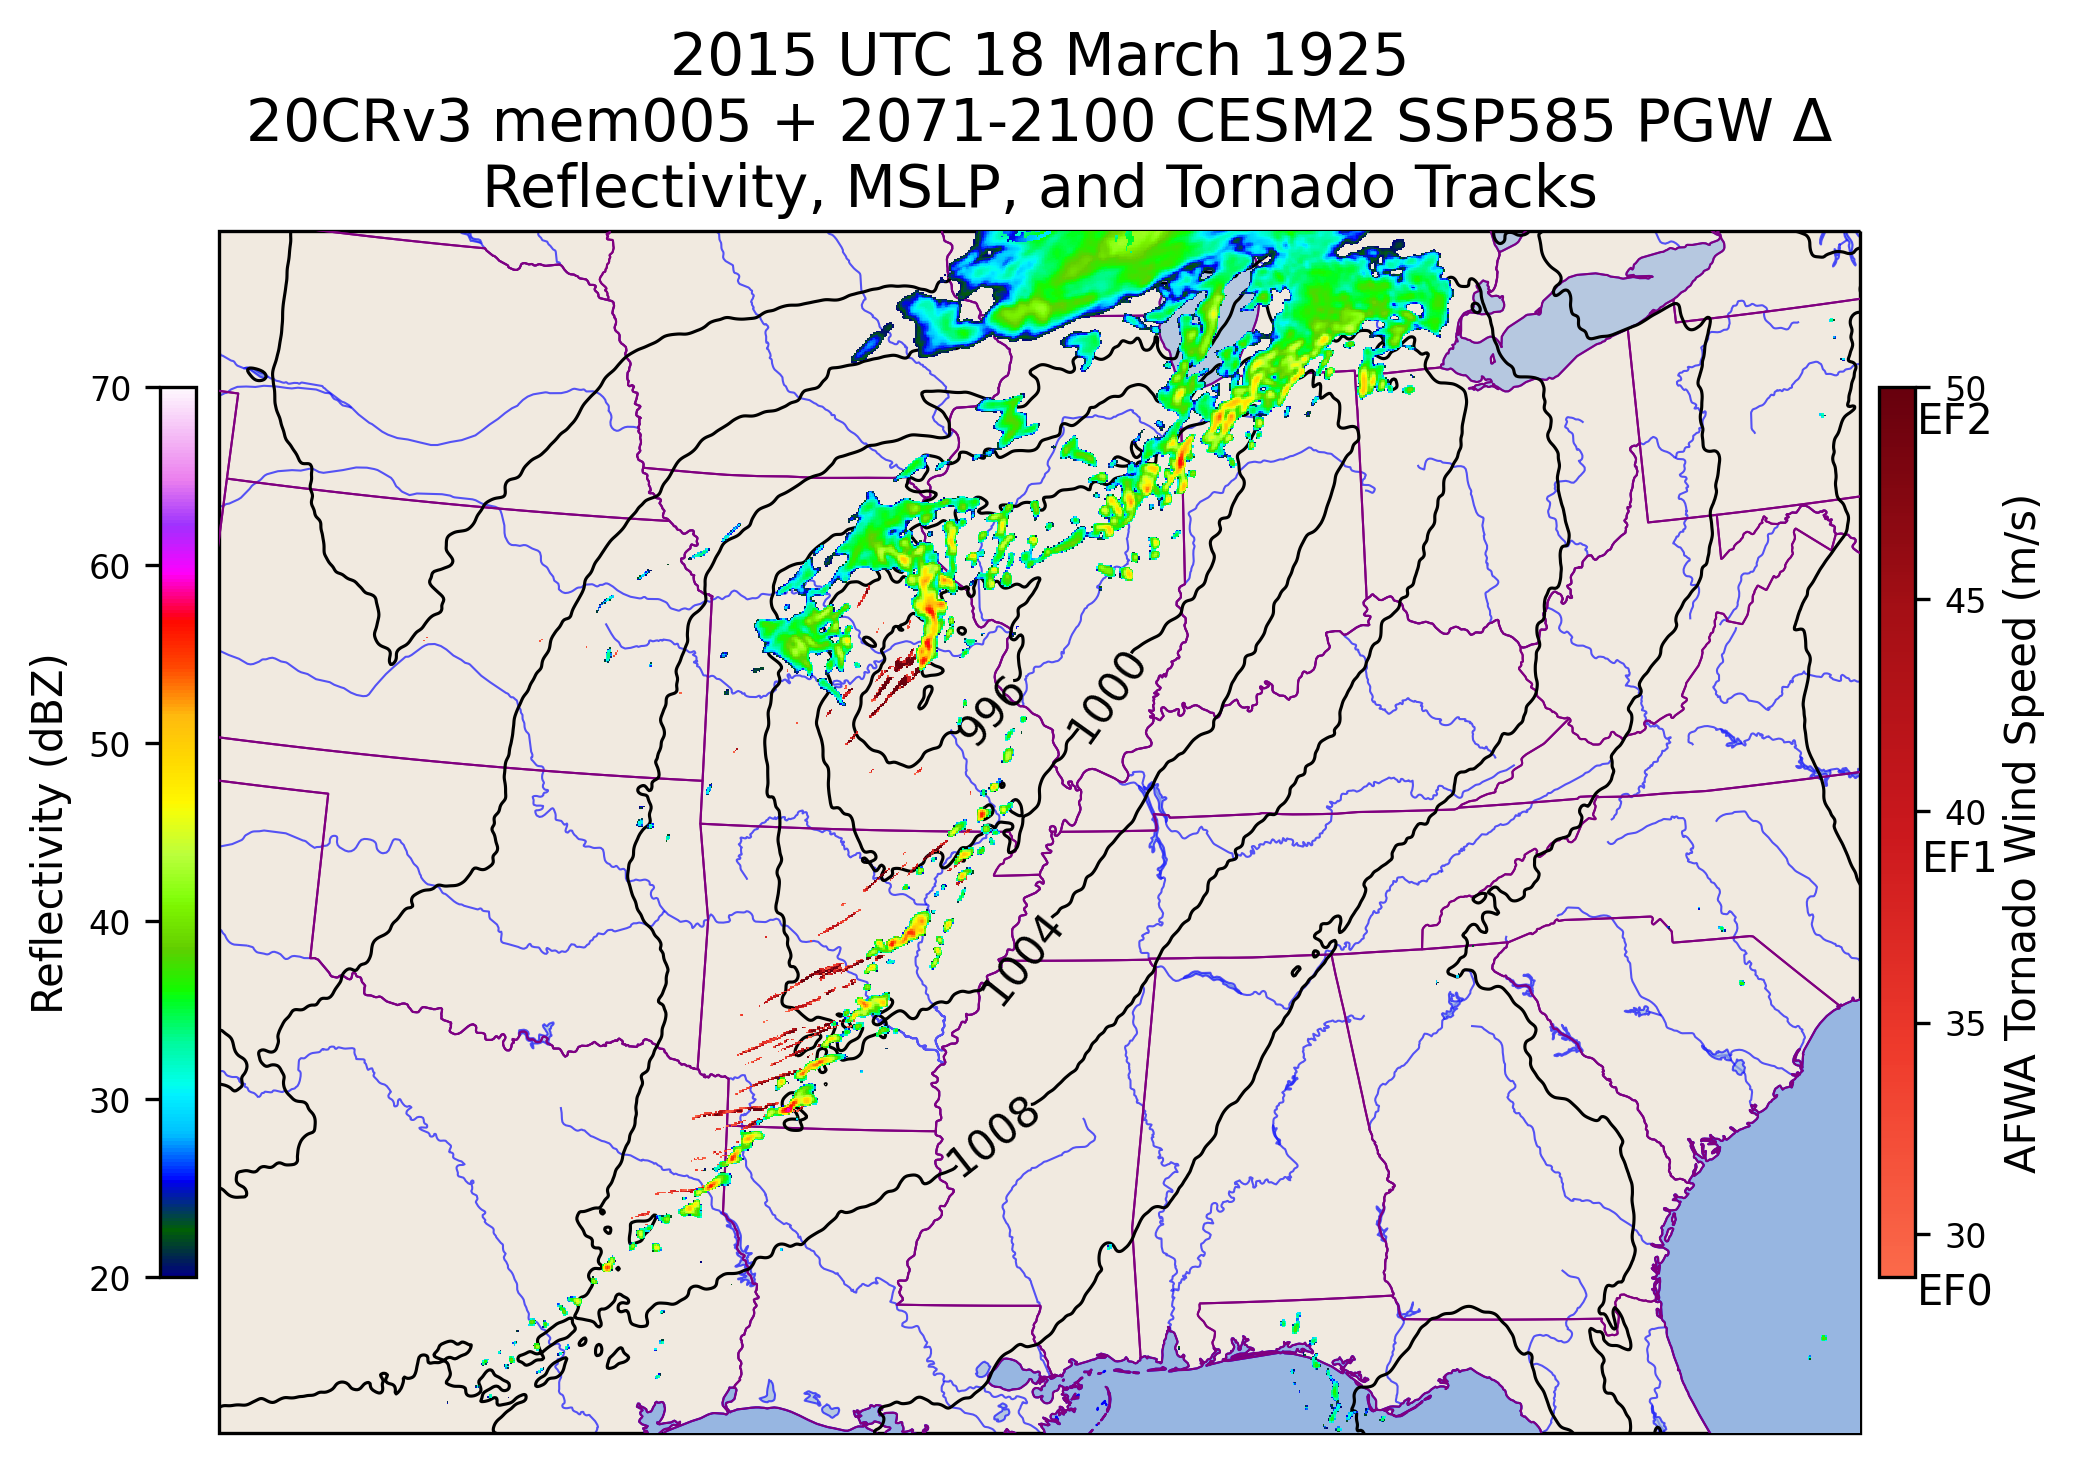 2015 UTC 18 March 1925
20CRv3 mem005 + 2071-2100 CESM2 SSP585 PGW Δ
Reflectivity, MSLP, and Tornado Tracks
70
60
50
40
30
20
Reflectivity (dBZ)
996
1000
1004
1008
50
EF2
45
40
EF1
35
30
EF0
AFWA Tornado Wind Speed (m/s)